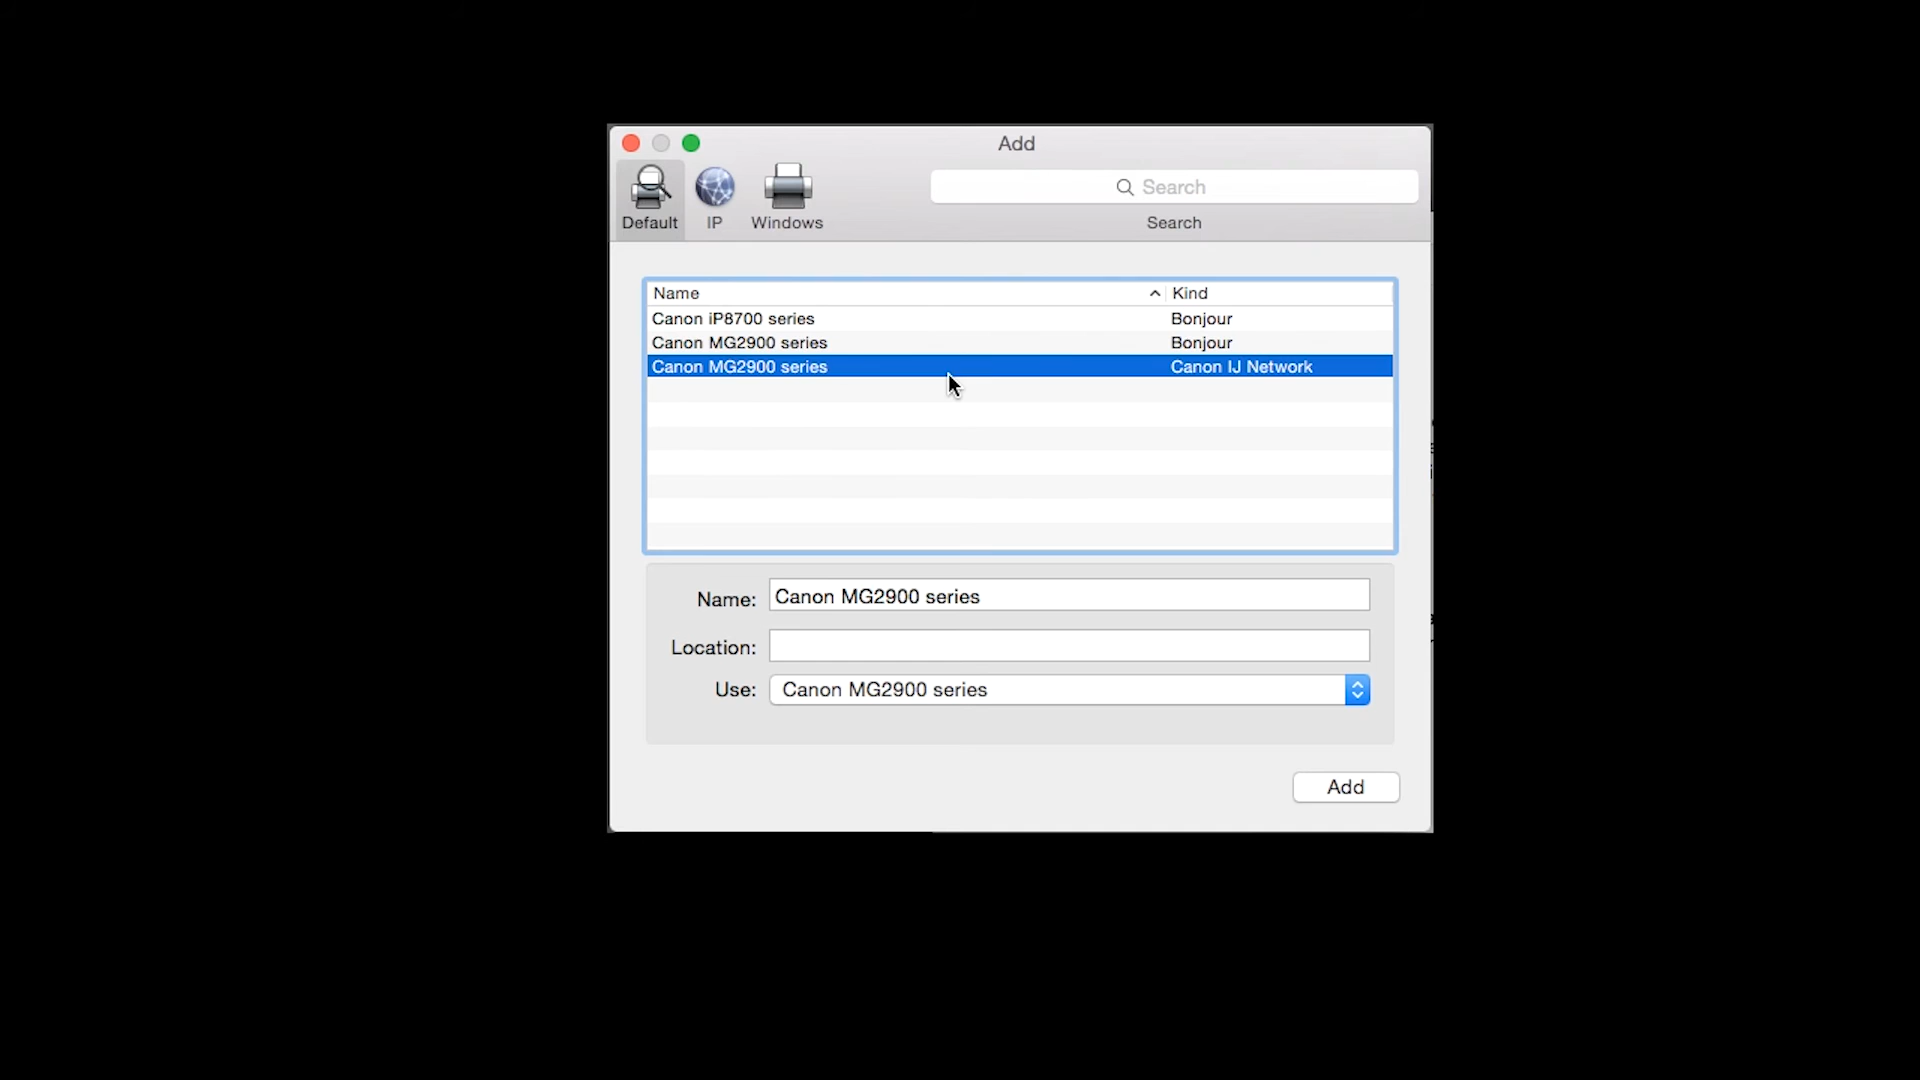 Add
Default IP Windows
Search
Search
Name Kind
Canon iP8700 series Bonjour
Canon MG2900 series Bonjour
Canon MG2900 series Canon IJ Network
Name: Canon MG2900 series
Location:
Use: Canon MG2900 series
Add